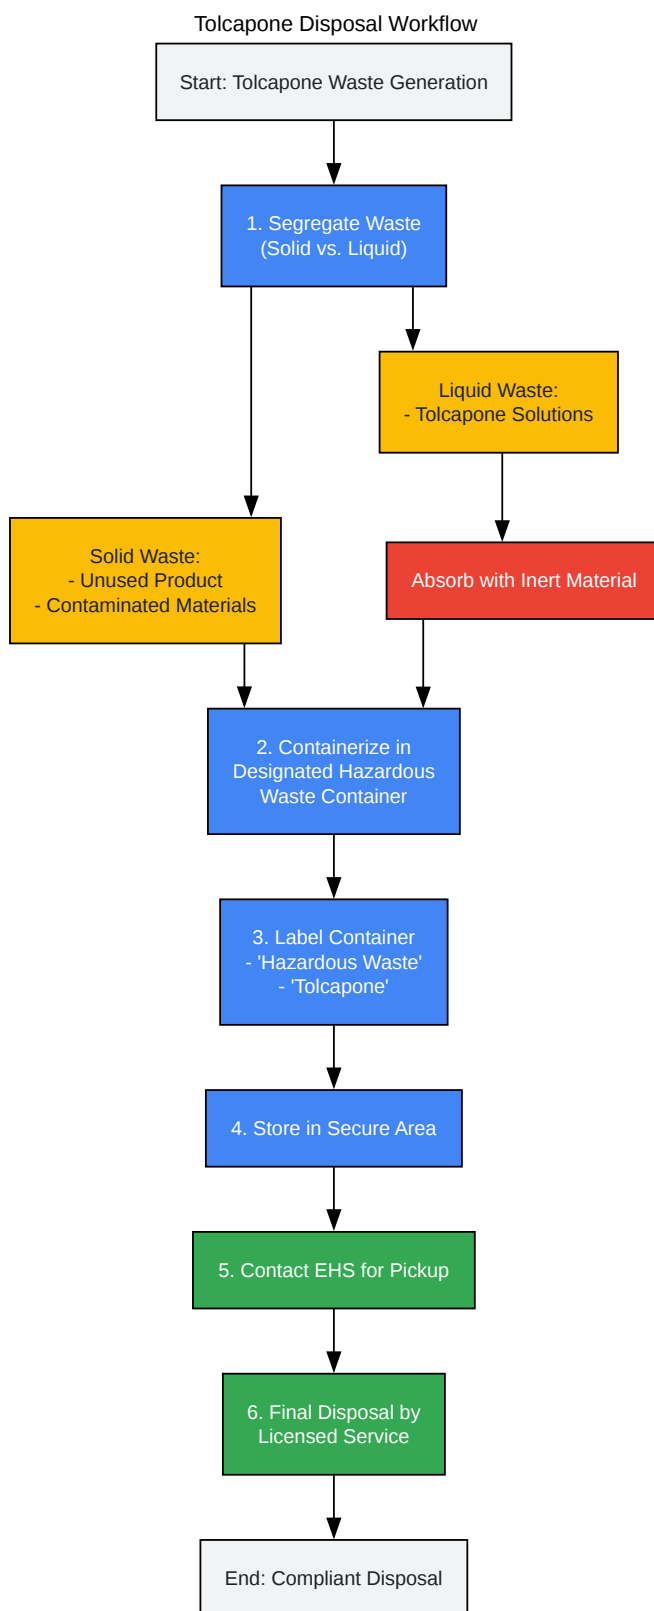 Tolcapone Disposal Workflow
Start: Tolcapone Waste Generation
1. Segregate Waste
(Solid vs. Liquid)
Liquid Waste:
- Tolcapone Solutions
Solid Waste:
- Unused Product
- Contaminated Materials
Absorb with Inert Material
2. Containerize in
Designated Hazardous
Waste Container
3. Label Container
- 'Hazardous Waste'
- 'Tolcapone'
4. Store in Secure Area
5. Contact EHS for Pickup
6. Final Disposal by
Licensed Service
End: Compliant Disposal